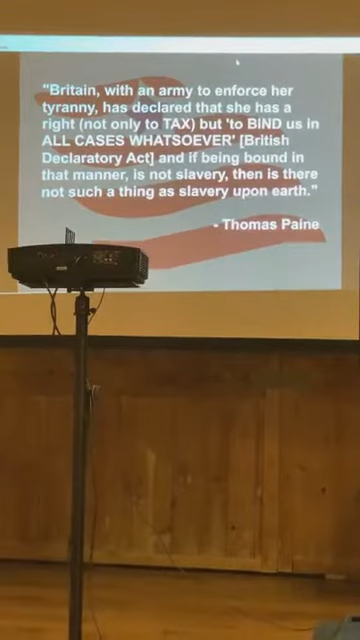 "Britain, with an army to enforce her
tyranny, has declared that she has a
right (not only to TAX) but 'to BIND us in
ALL CASES WHATSOEVER' [British
Declaratory Act] and if being bound in
that manner, is not slavery, then is there
not such a thing as slavery upon earth."
- Thomas Paine